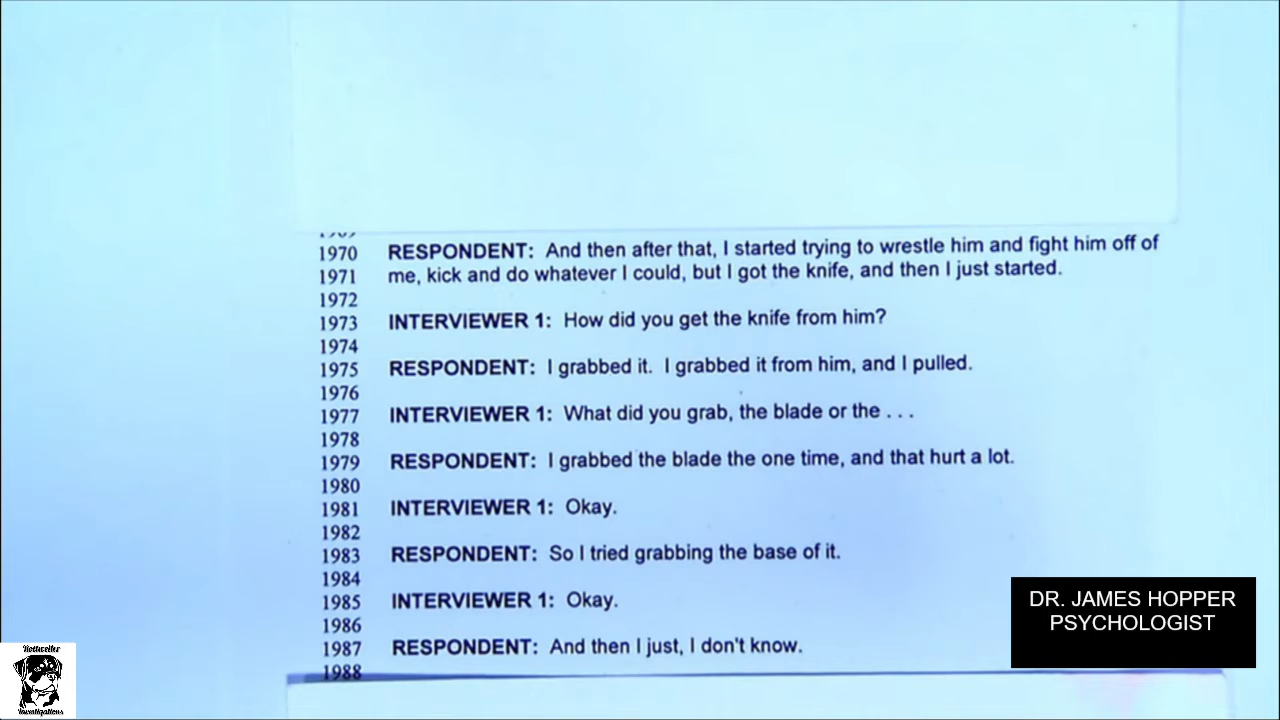 1970 RESPONDENT: And then after that, I started trying to wrestle him and fight him off of
1971 me, kick and do whatever I could, but I got the knife, and then I just started.
1972
1973 INTERVIEWER 1: How did you get the knife from him?
1974
1975 RESPONDENT: I grabbed it. I grabbed it from him, and I pulled.
1976
1977 INTERVIEWER 1: What did you grab, the blade or the . . .
1978
1979 RESPONDENT: I grabbed the blade the one time, and that hurt a lot.
1980
1981 INTERVIEWER 1: Okay.
1982
1983 RESPONDENT: So I tried grabbing the base of it.
1984
1985 INTERVIEWER 1: Okay.
1986
1987 RESPONDENT: And then I just, I don't know.
1988
DR. JAMES HOPPER
PSYCHOLOGIST
Rottweiler
Investigations